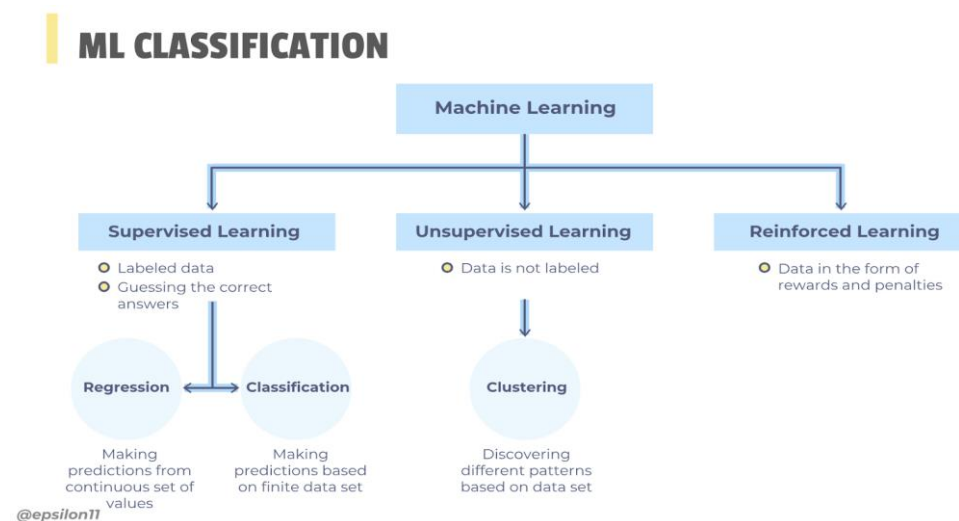 ML CLASSIFICATION
Machine Learning
Supervised Learning
Labeled data
Guessing the correct
answers
Regression
Classification
Making
predictions from
continuous set of
values
Making
predictions based
on finite data set
Unsupervised Learning
Data is not labeled
Clustering
Discovering
different patterns
based on data set
Reinforced Learning
Data in the form of
rewards and penalties
@epsilon11